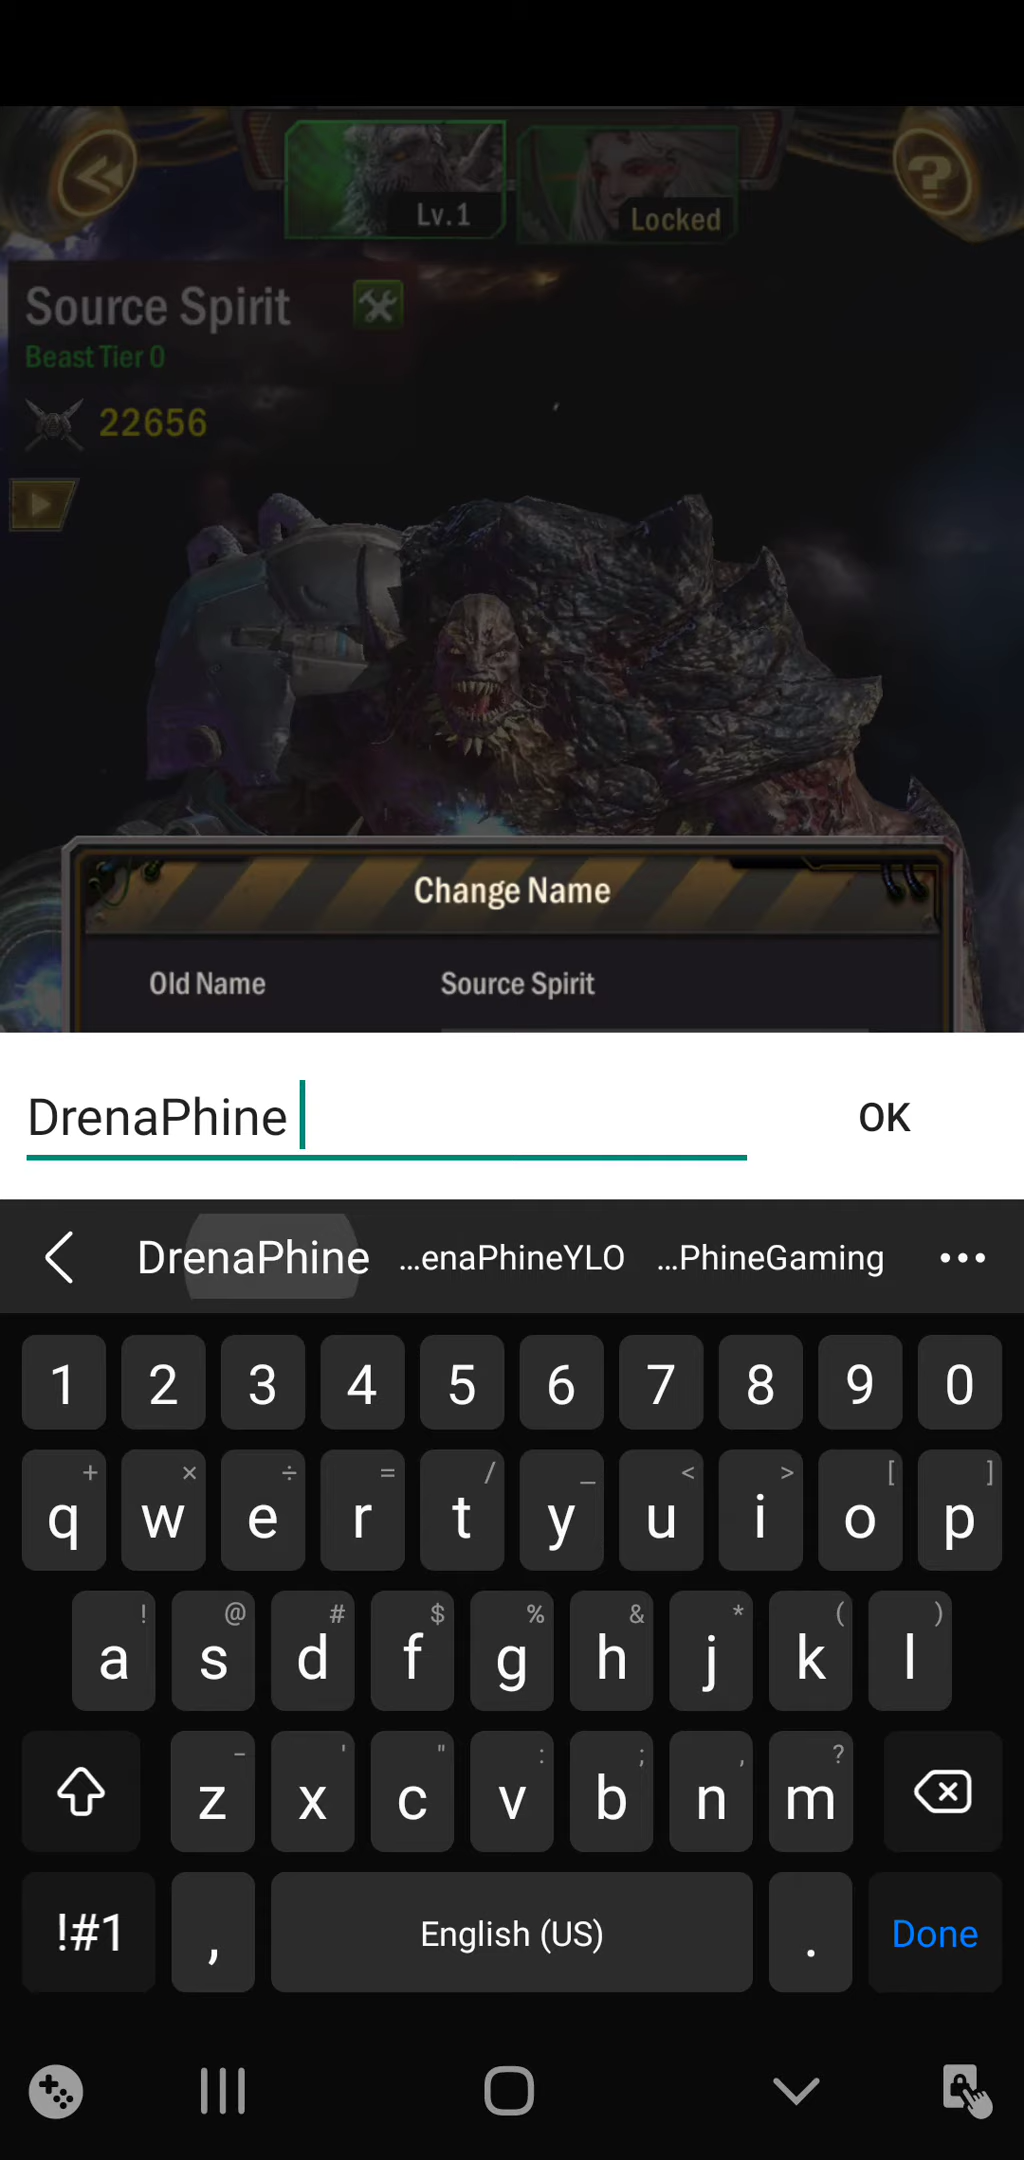 Lv.1
Locked
?
Source Spirit
Beast Tier 0
22656
Change Name
Old Name Source Spirit
DrenaPhine OK
DrenaPhine ...enaPhineYLO ...PhineGaming
1 2 3 4 5 6 7 8 9 0
+ × ÷ = / _ < > [ ]
q w e r t y u i o p
! @ # $ % & * ( )
a s d f g h j k l
- ' " : ; , ?
z x c v b n m
!#1 , English (US) . Done